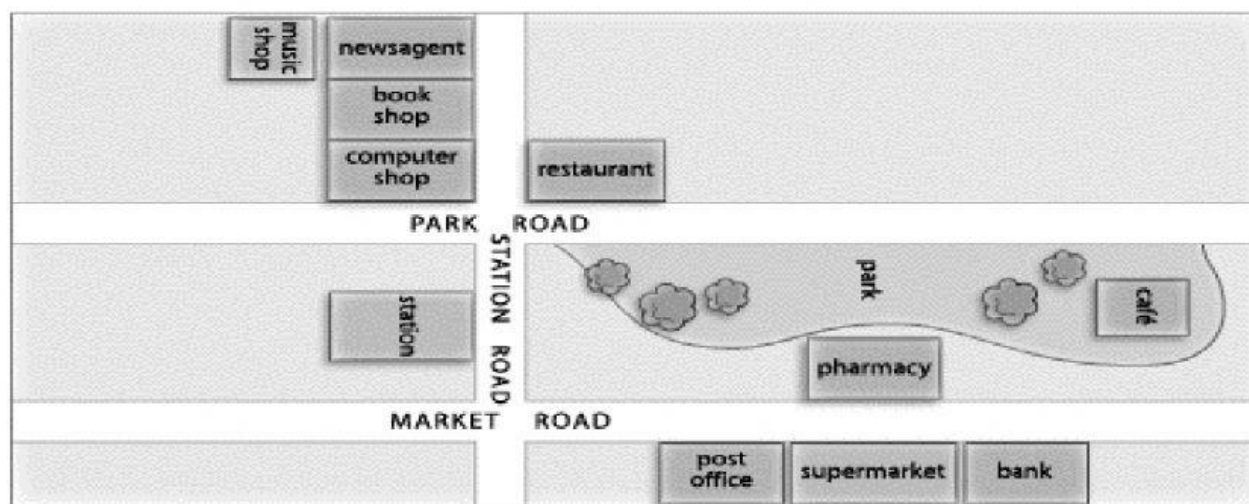 music
shop
newsagent
book
shop
computer
shop
restaurant
PARK ROAD
STATION ROAD
park
café
station
pharmacy
MARKET ROAD
post
office
supermarket
bank